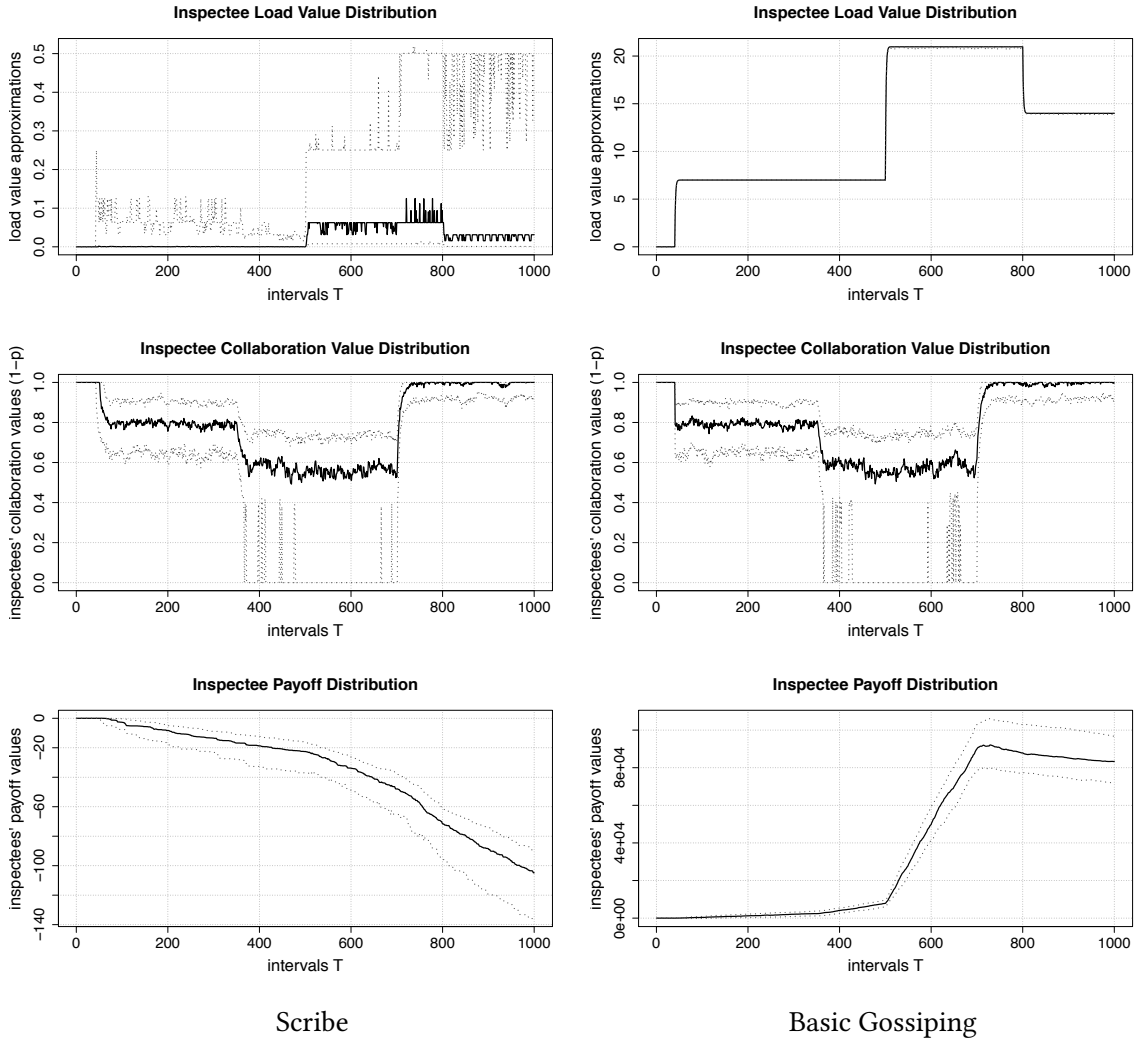 Inspectee Load Value Distribution
load value approximations
0.0 0.1 0.2 0.3 0.4 0.5
0 200 400 600 800 1000
intervals T
Inspectee Load Value Distribution
load value approximations
0 5 10 15 20
0 200 400 600 800 1000
intervals T
Inspectee Collaboration Value Distribution
inspectees' collaboration values (1−p)
0.0 0.2 0.4 0.6 0.8 1.0
0 200 400 600 800 1000
intervals T
Inspectee Collaboration Value Distribution
inspectees' collaboration values (1−p)
0.0 0.2 0.4 0.6 0.8 1.0
0 200 400 600 800 1000
intervals T
Inspectee Payoff Distribution
inspectees' payoff values
−140 −100 −60 −20 0
0 200 400 600 800 1000
intervals T
Inspectee Payoff Distribution
inspectees' payoff values
0e+00 4e+04 8e+04
0 200 400 600 800 1000
intervals T
Scribe
Basic Gossiping